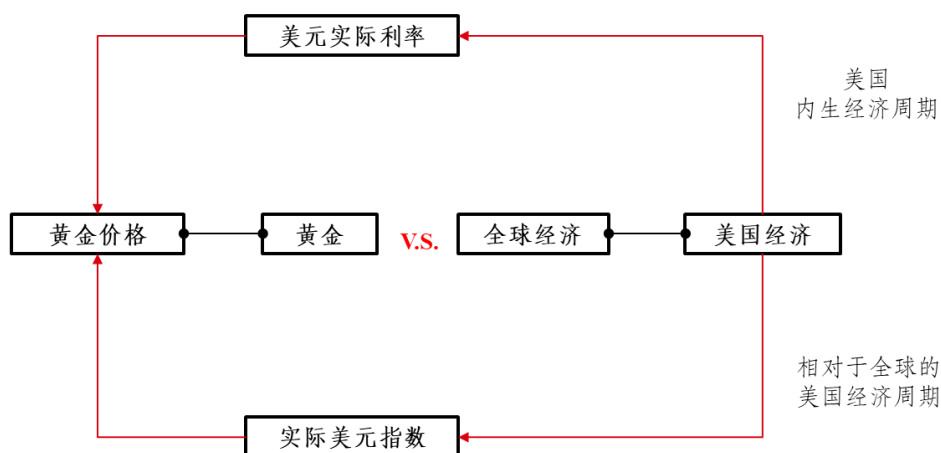 美元实际利率
美国
内生经济周期
黄金价格
黄金
V.S.
全球经济
美国经济
相对于全球的
美国经济周期
实际美元指数